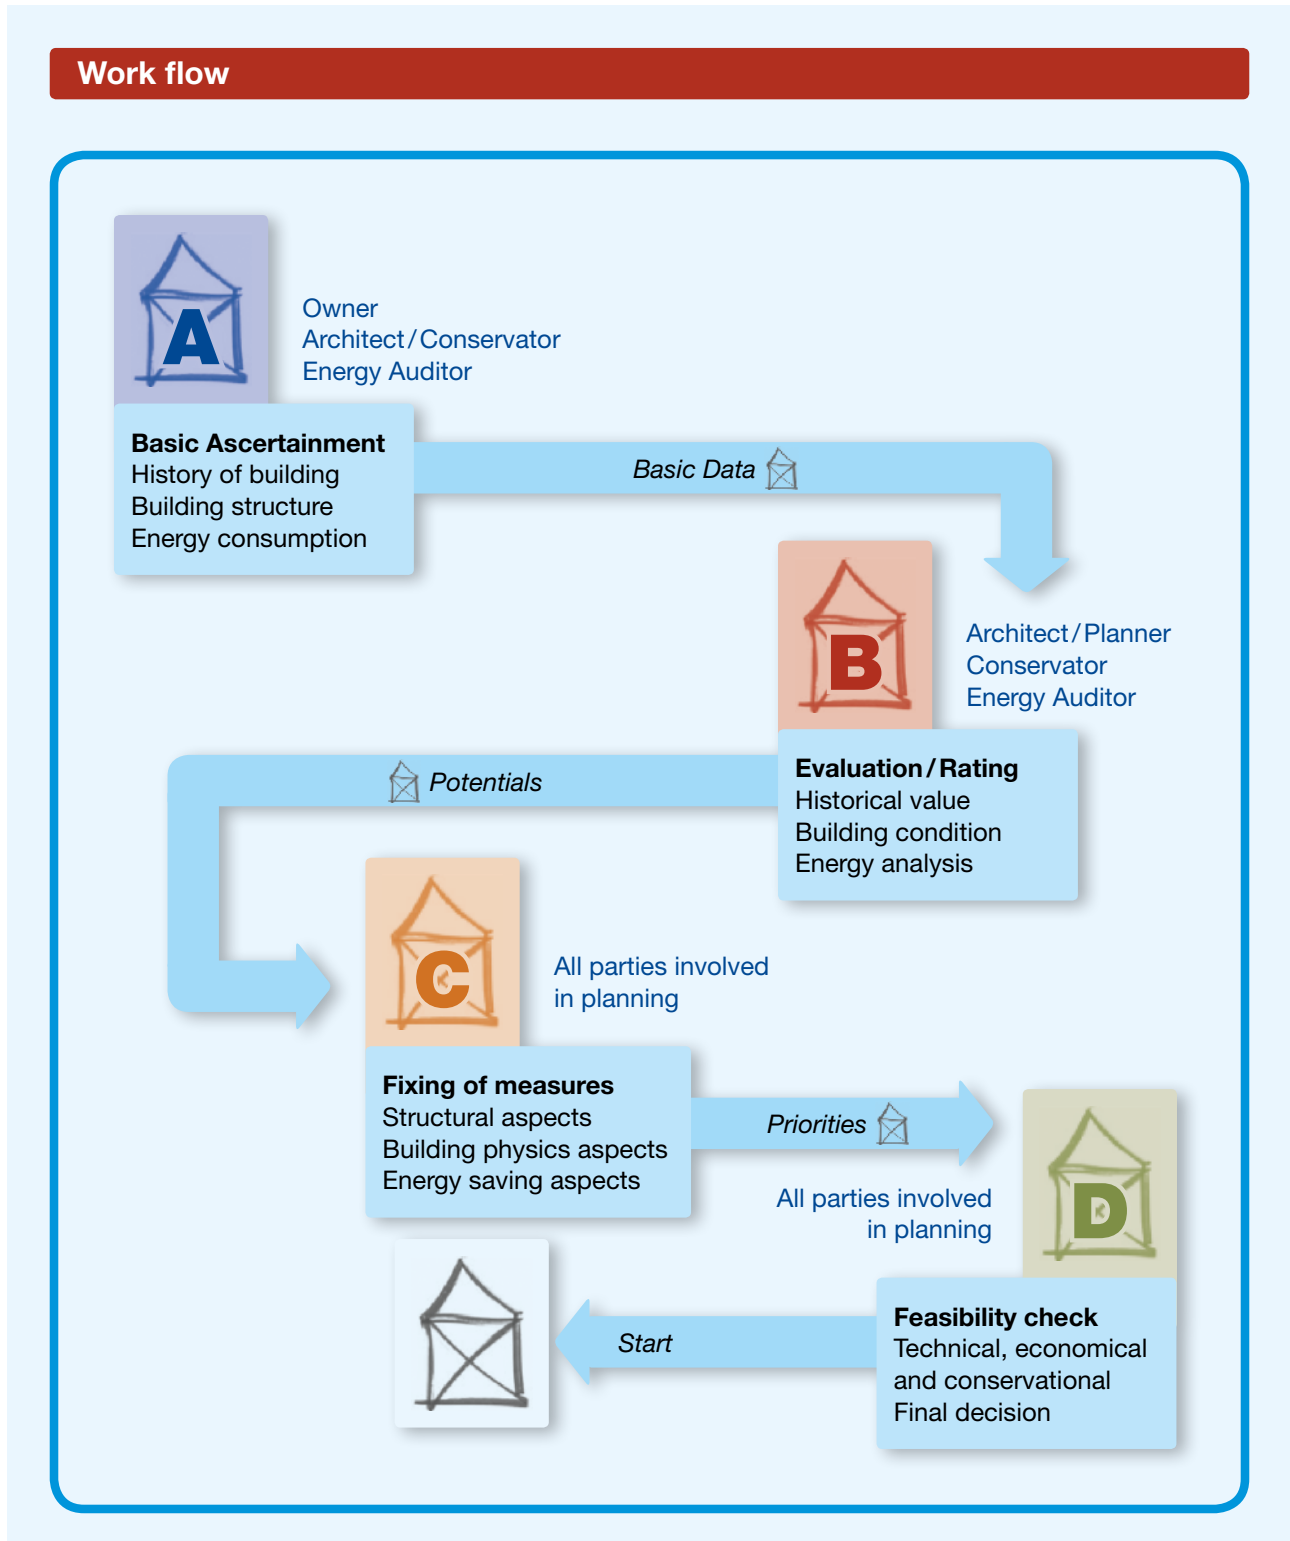 Work flow
A
Owner
Architect/Conservator
Energy Auditor
Basic Ascertainment
History of building
Building structure
Energy consumption
Basic Data
B
Architect/Planner
Conservator
Energy Auditor
Evaluation/Rating
Historical value
Building condition
Energy analysis
Potentials
C
All parties involved
in planning
Fixing of measures
Structural aspects
Building physics aspects
Energy saving aspects
Priorities
D
All parties involved
in planning
Feasibility check
Technical, economical
and conservational
Final decision
Start